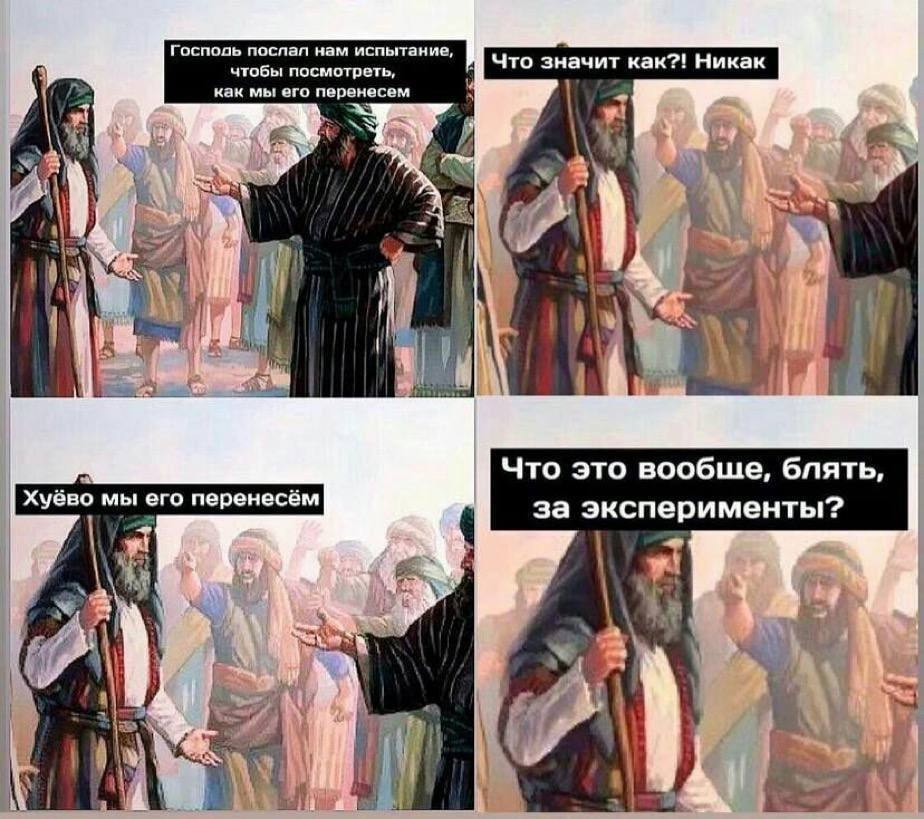 Господь послал нам испытание,
чтобы посмотреть,
как мы его перенесем
Что значит как?! Никак
Хуёво мы его перенесём
Что это вообще, блять,
за эксперименты?